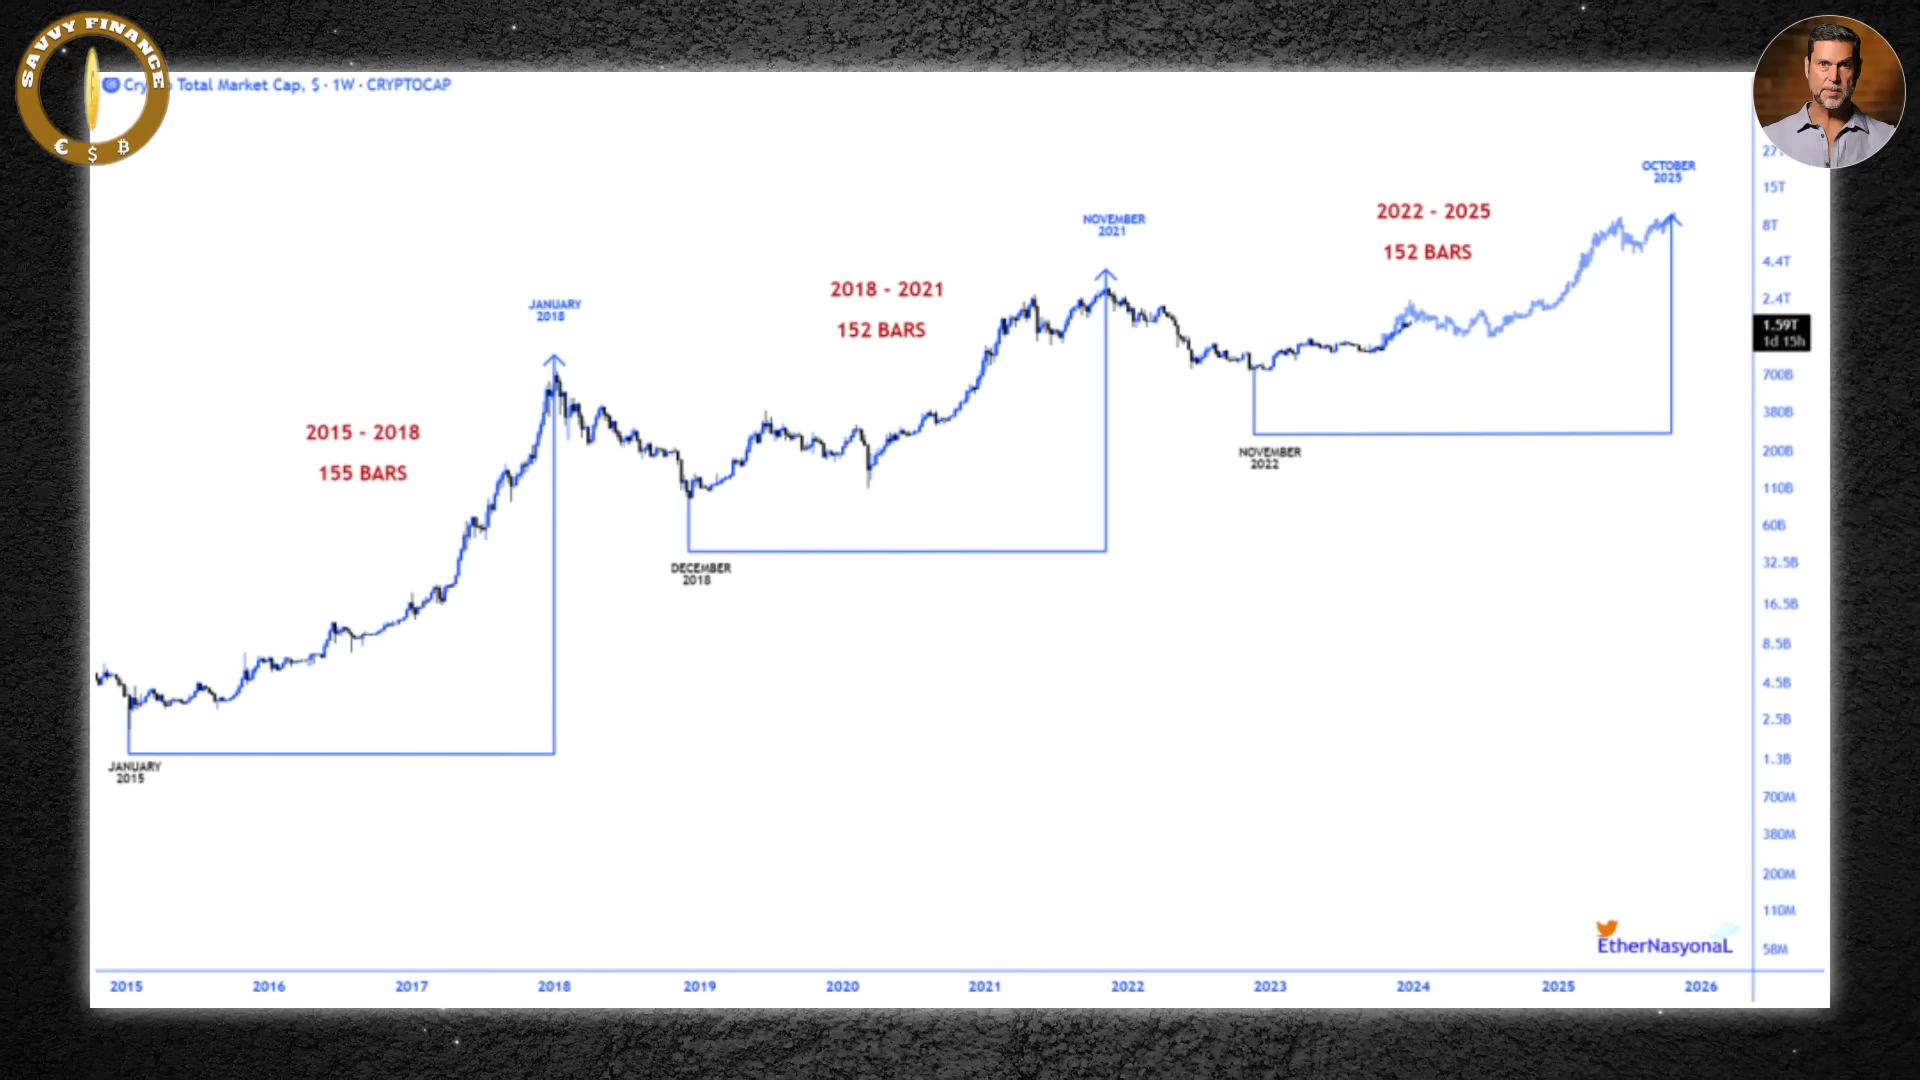 SAVVY FINANCE
€ $ ₿
Total Market Cap, $ · 1W · CRYPTOCAP
OCTOBER
2025
2022 - 2025
152 BARS
NOVEMBER
2021
2018 - 2021
152 BARS
JANUARY
2018
2015 - 2018
155 BARS
NOVEMBER
2022
DECEMBER
2018
JANUARY
2015
15T
8T
4.4T
2.4T
1.59T
1d 15h
700B
380B
200B
110B
60B
32.5B
16.5B
8.5B
4.5B
2.5B
1.3B
700M
380M
200M
110M
58M
EtherNasyonaL
2015 2016 2017 2018 2019 2020 2021 2022 2023 2024 2025 2026